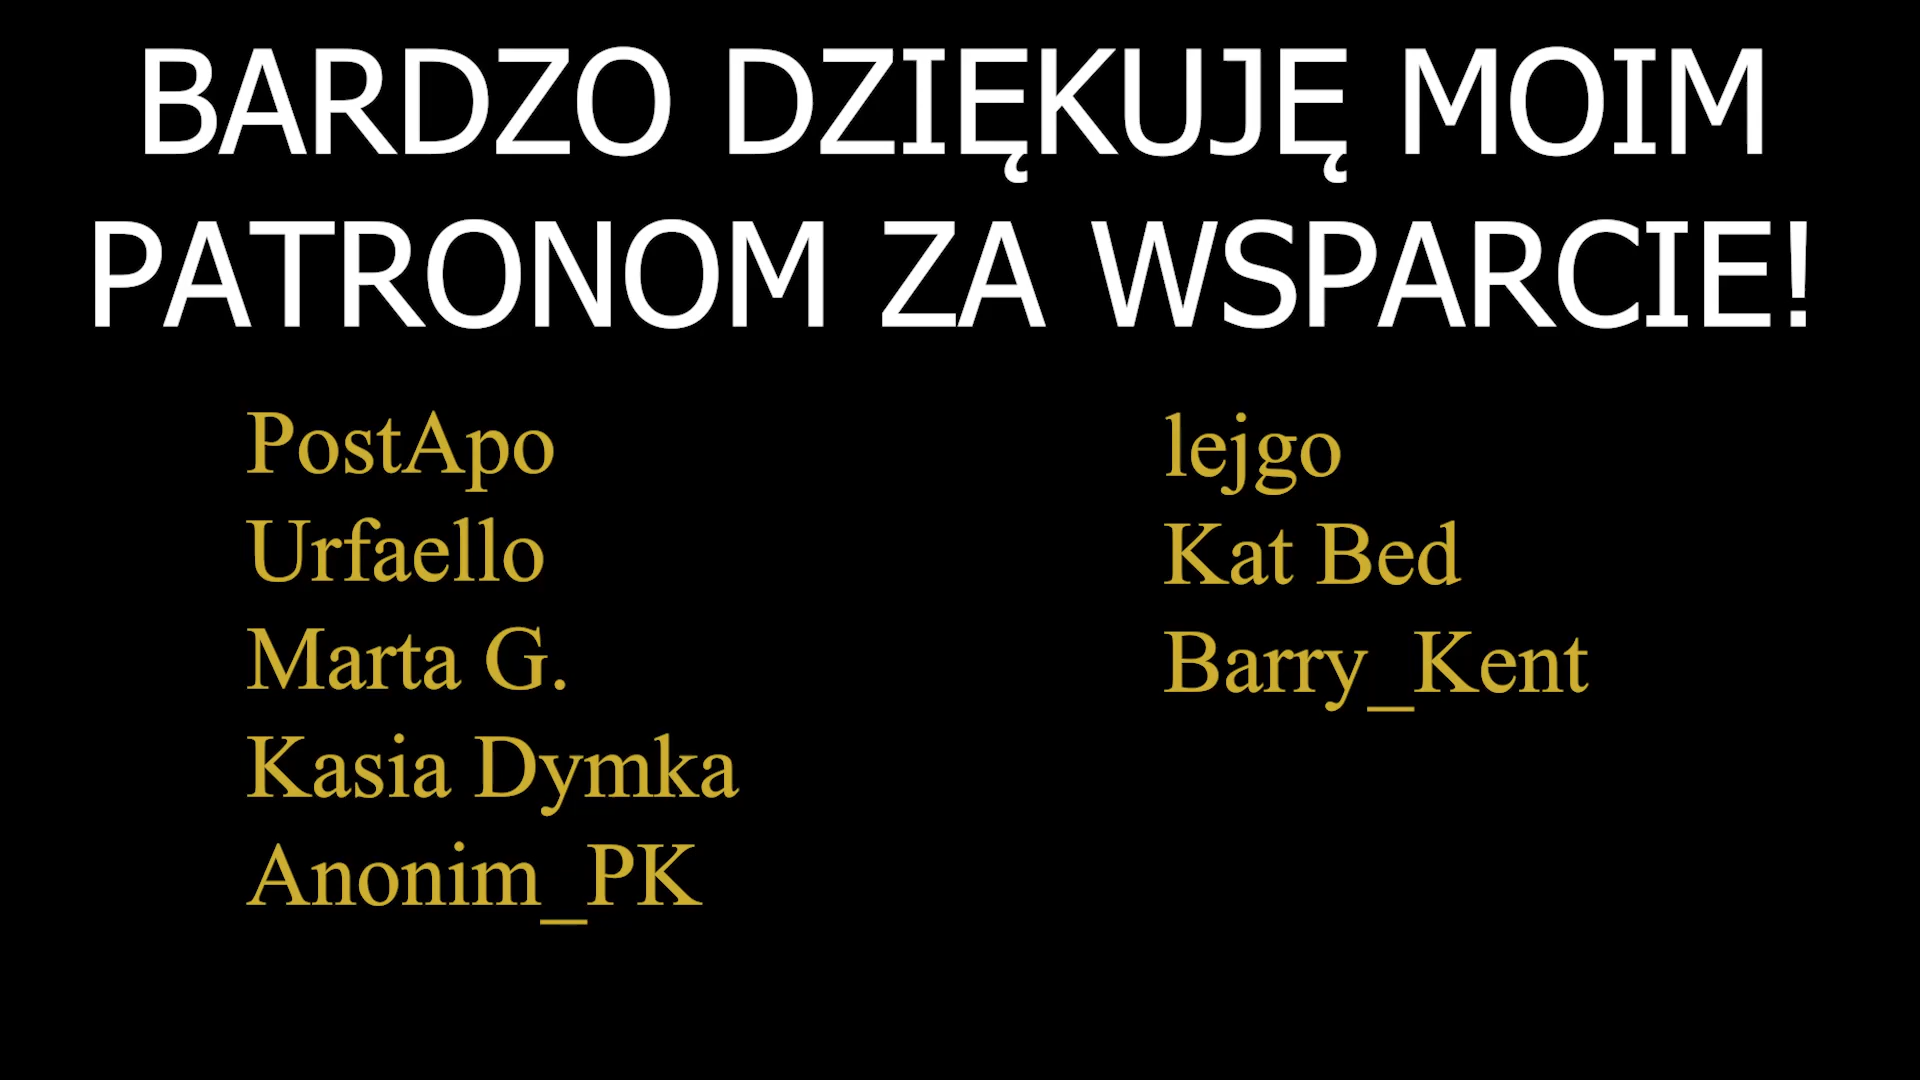 BARDZO DZIĘKUJĘ MOIM
PATRONOM ZA WSPARCIE!
PostApo
Urfaello
Marta G.
Kasia Dymka
Anonim_PK
lejgo
Kat Bed
Barry_Kent